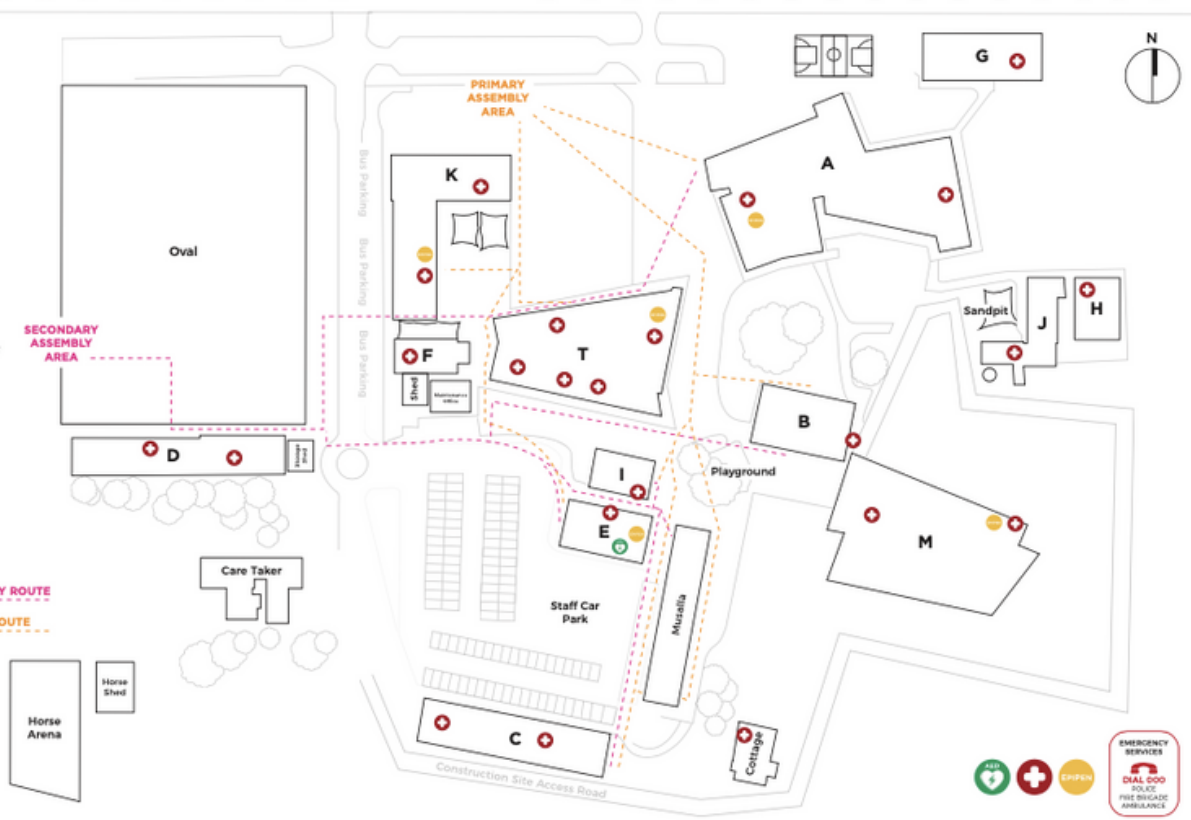 PRIMARY
ASSEMBLY
AREA
G
N
A
K
Bus Parking
Bus Parking
Bus Parking
Oval
SECONDARY
ASSEMBLY
AREA
Sandpit
J
H
T
F
Shed
Maintenance
Office
B
D
Storage
Shed
I
Playground
E
M
Care Taker
Y ROUTE
OUTE
Staff Car
Park
Musalla
Horse
Shed
Horse
Arena
C
Cottage
Construction Site Access Road
AED
EPIPEN
EMERGENCY
SERVICES
DIAL 000
POLICE
FIRE BRIGADE
AMBULANCE